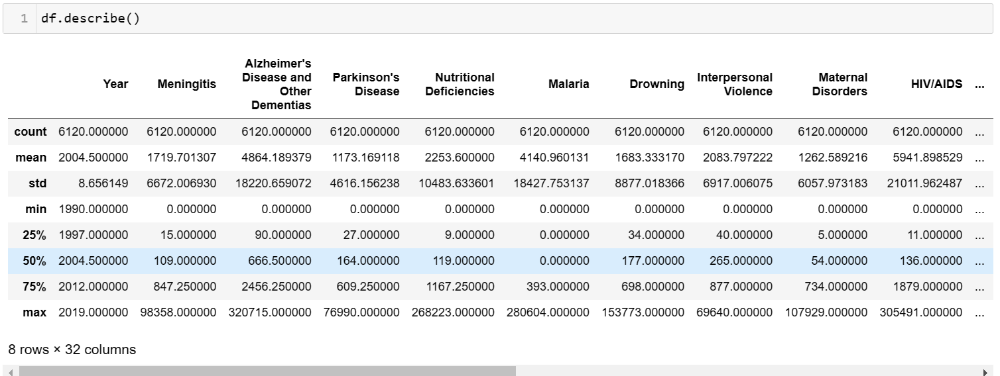 1 df.describe()
Year Meningitis Alzheimer's Disease and Other Dementias Parkinson's Disease Nutritional Deficiencies Malaria Drowning Interpersonal Violence Maternal Disorders HIV/AIDS ...
count 6120.000000 6120.000000 6120.000000 6120.000000 6120.000000 6120.000000 6120.000000 6120.000000 6120.000000 6120.000000 ...
mean 2004.500000 1719.701307 4864.189379 1173.169118 2253.600000 4140.960131 1683.333170 2083.797222 1262.589216 5941.898529 ...
std 8.656149 6672.006930 18220.659072 4616.156238 10483.633601 18427.753137 8877.018366 6917.006075 6057.973183 21011.962487 ...
min 1990.000000 0.000000 0.000000 0.000000 0.000000 0.000000 0.000000 0.000000 0.000000 0.000000 ...
25% 1997.000000 15.000000 90.000000 27.000000 9.000000 0.000000 34.000000 40.000000 5.000000 11.000000 ...
50% 2004.500000 109.000000 666.500000 164.000000 119.000000 0.000000 177.000000 265.000000 54.000000 136.000000 ...
75% 2012.000000 847.250000 2456.250000 609.250000 1167.250000 393.000000 698.000000 877.000000 734.000000 1879.000000 ...
max 2019.000000 98358.000000 320715.000000 76990.000000 268223.000000 280604.000000 153773.000000 69640.000000 107929.000000 305491.000000 ...
8 rows × 32 columns